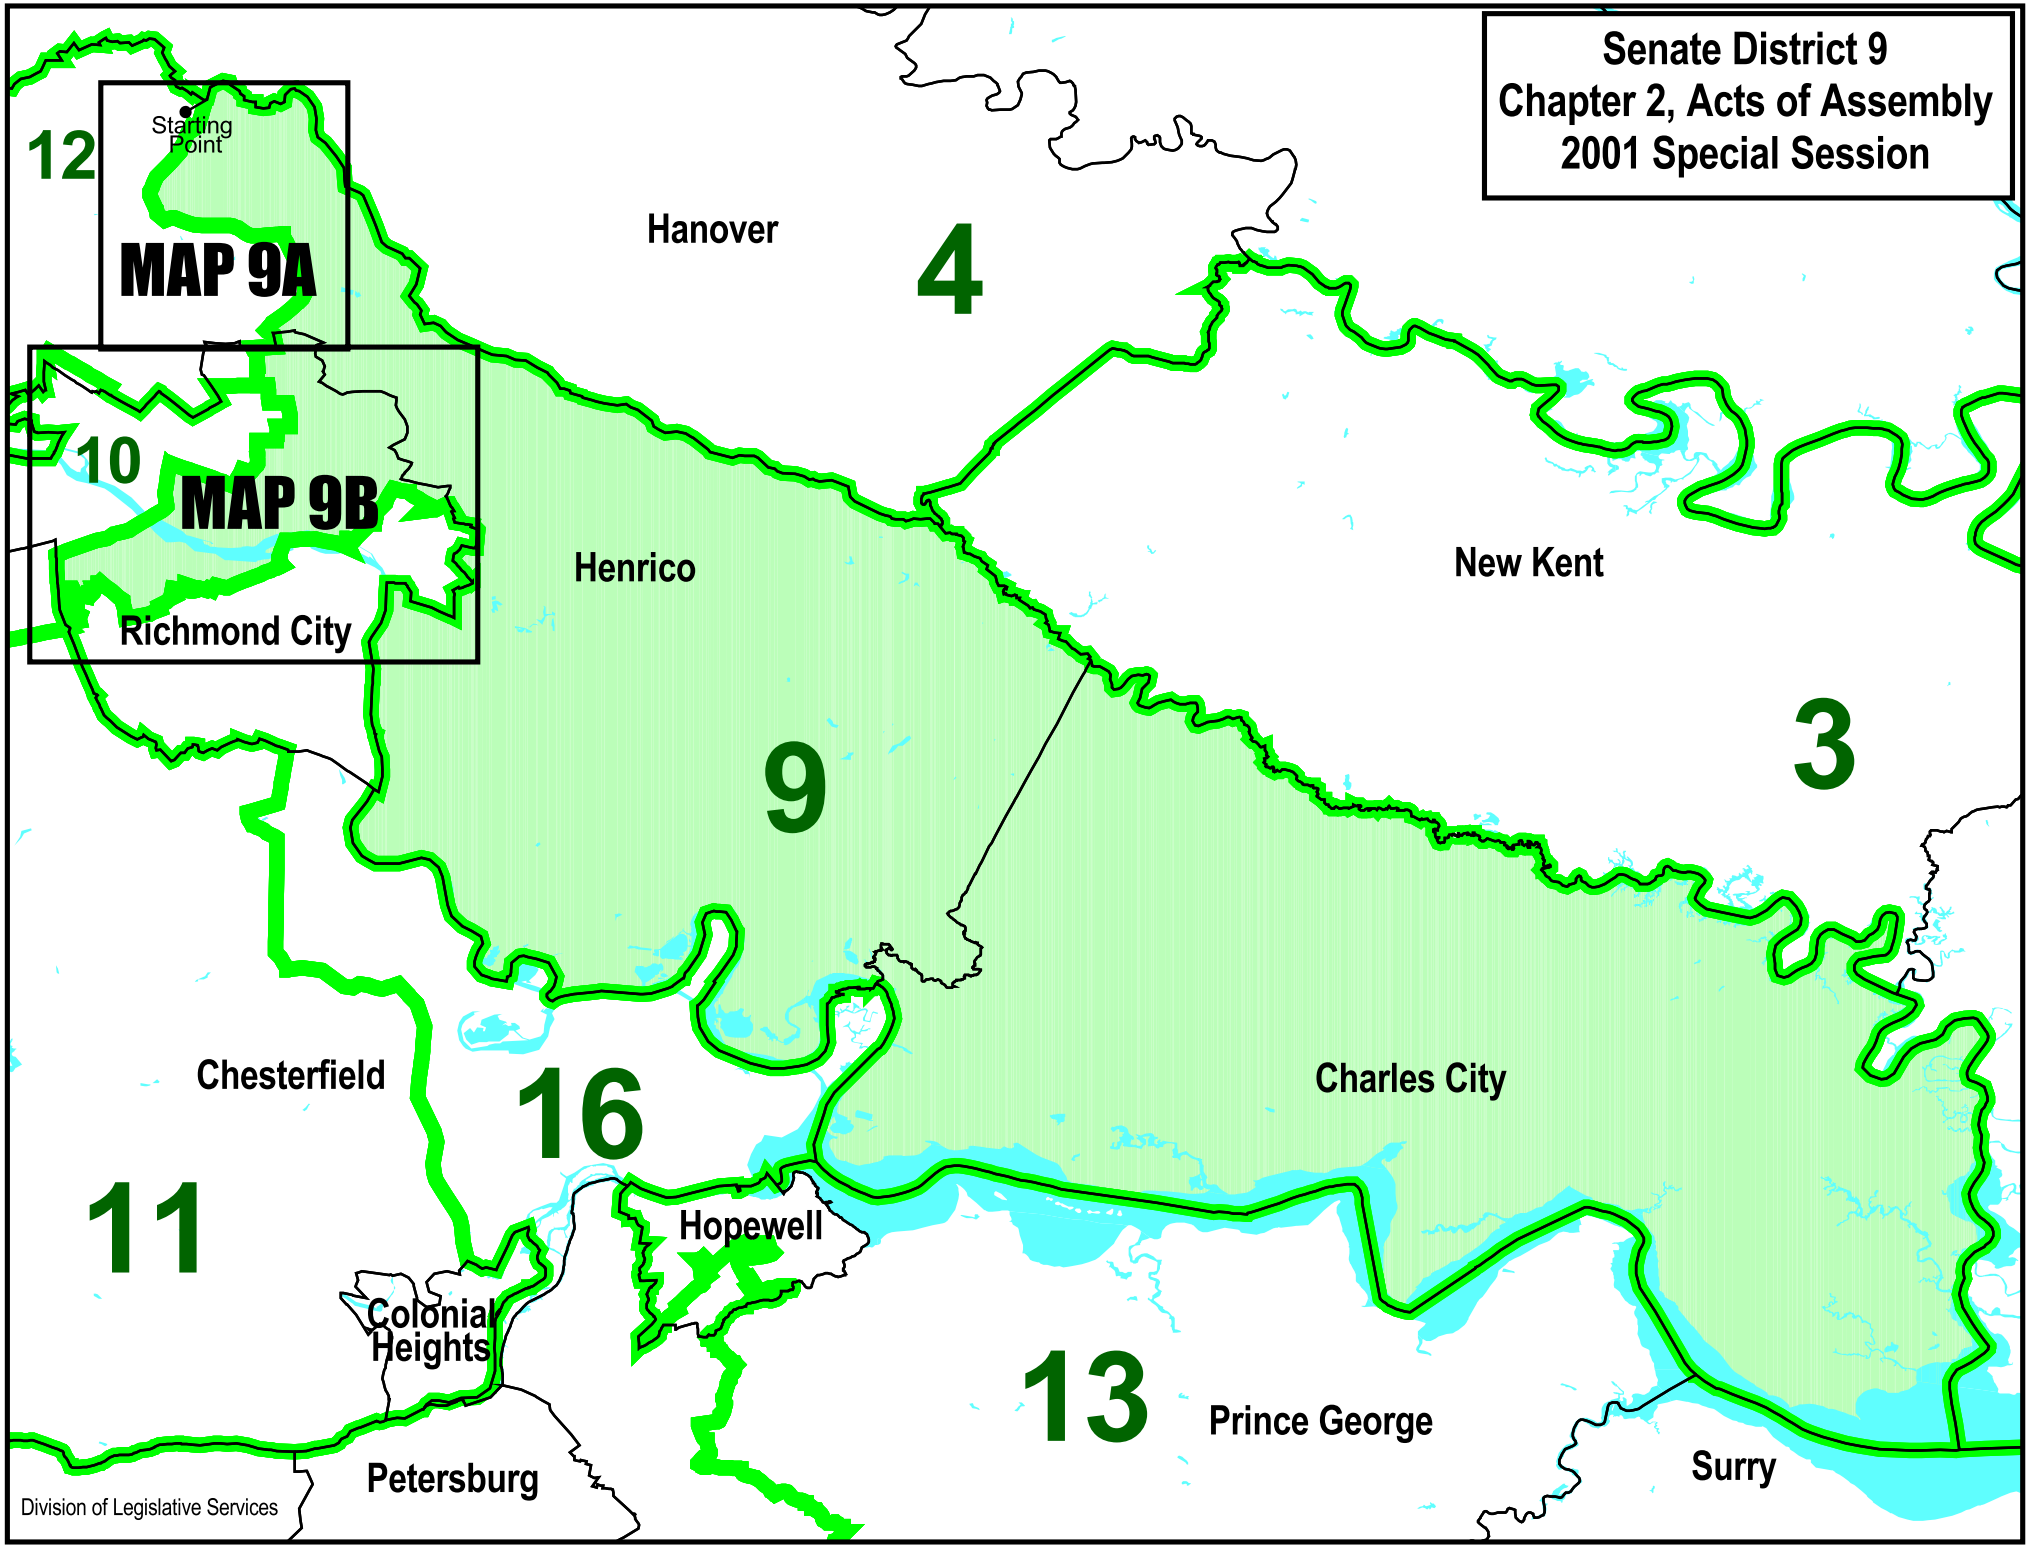 Senate District 9
Chapter 2, Acts of Assembly
2001 Special Session
Starting
Point
12
MAP 9A
Hanover
4
10
MAP 9B
Henrico
New Kent
Richmond City
3
9
Chesterfield
16
Charles City
11
Hopewell
Colonial
Heights
13
Prince George
Petersburg
Surry
Division of Legislative Services